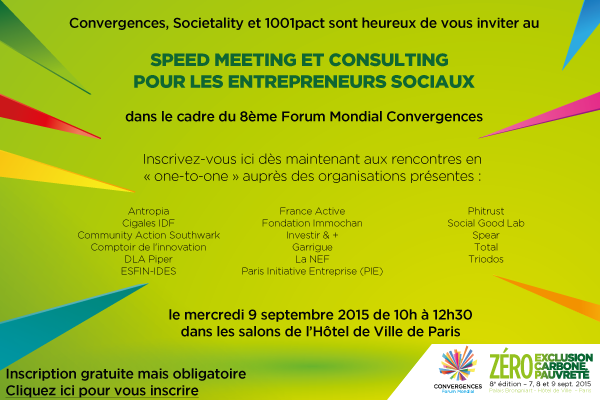 Convergences, Societality et 1001pact sont heureux de vous inviter au
SPEED MEETING ET CONSULTING
POUR LES ENTREPRENEURS SOCIAUX
dans le cadre du 8ème Forum Mondial Convergences
Inscrivez-vous ici dès maintenant aux rencontres en
« one-to-one » auprès des organisations présentes :
Antropia
Cigales IDF
Community Action Southwark
Comptoir de l'innovation
DLA Piper
ESFIN-IDES
France Active
Fondation Immochan
Investir & +
Garrigue
La NEF
Paris Initiative Entreprise (PIE)
Phitrust
Social Good Lab
Spear
Total
Triodos
le mercredi 9 septembre 2015 de 10h à 12h30
dans les salons de l'Hôtel de Ville de Paris
Inscription gratuite mais obligatoire
Cliquez ici pour vous inscrire
CONVERGENCES
Forum Mondial
ZÉRO EXCLUSION
CARBONE
PAUVRETÉ
8e édition – 7, 8 et 9 sept. 2015
Palais Brongniart - Hôtel de Ville - Paris